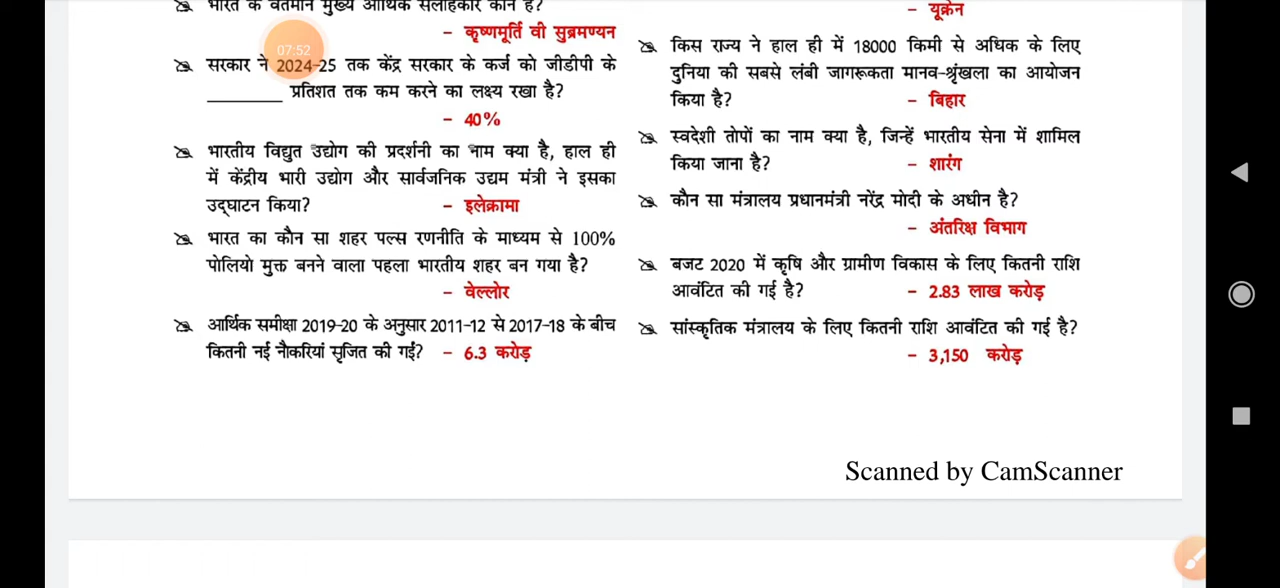 भारत के वर्तमान मुख्य आर्थिक सलाहकार कौन हैं?
– कृष्णमूर्ति वी सुब्रमण्यन
07:52
सरकार ने 2024-25 तक केंद्र सरकार के कर्ज को जीडीपी के
________ प्रतिशत तक कम करने का लक्ष्य रखा है?
– 40%
भारतीय विद्युत उद्योग की प्रदर्शनी का नाम क्या है, हाल ही
में केंद्रीय भारी उद्योग और सार्वजनिक उद्यम मंत्री ने इसका
उद्घाटन किया? – इलेक्रामा
भारत का कौन सा शहर पल्स रणनीति के माध्यम से 100%
पोलियो मुक्त बनने वाला पहला भारतीय शहर बन गया है?
– वेल्लोर
आर्थिक समीक्षा 2019-20 के अनुसार 2011-12 से 2017-18 के बीच
कितनी नई नौकरियां सृजित की गईं? – 6.3 करोड़
– यूक्रेन
किस राज्य ने हाल ही में 18000 किमी से अधिक के लिए
दुनिया की सबसे लंबी जागरूकता मानव-श्रृंखला का आयोजन
किया है? – बिहार
स्वदेशी तोपों का नाम क्या है, जिन्हें भारतीय सेना में शामिल
किया जाना है? – शारंग
कौन सा मंत्रालय प्रधानमंत्री नरेंद्र मोदी के अधीन है?
– अंतरिक्ष विभाग
बजट 2020 में कृषि और ग्रामीण विकास के लिए कितनी राशि
आवंटित की गई है? – 2.83 लाख करोड़
सांस्कृतिक मंत्रालय के लिए कितनी राशि आवंटित की गई है?
– 3,150 करोड़
Scanned by CamScanner